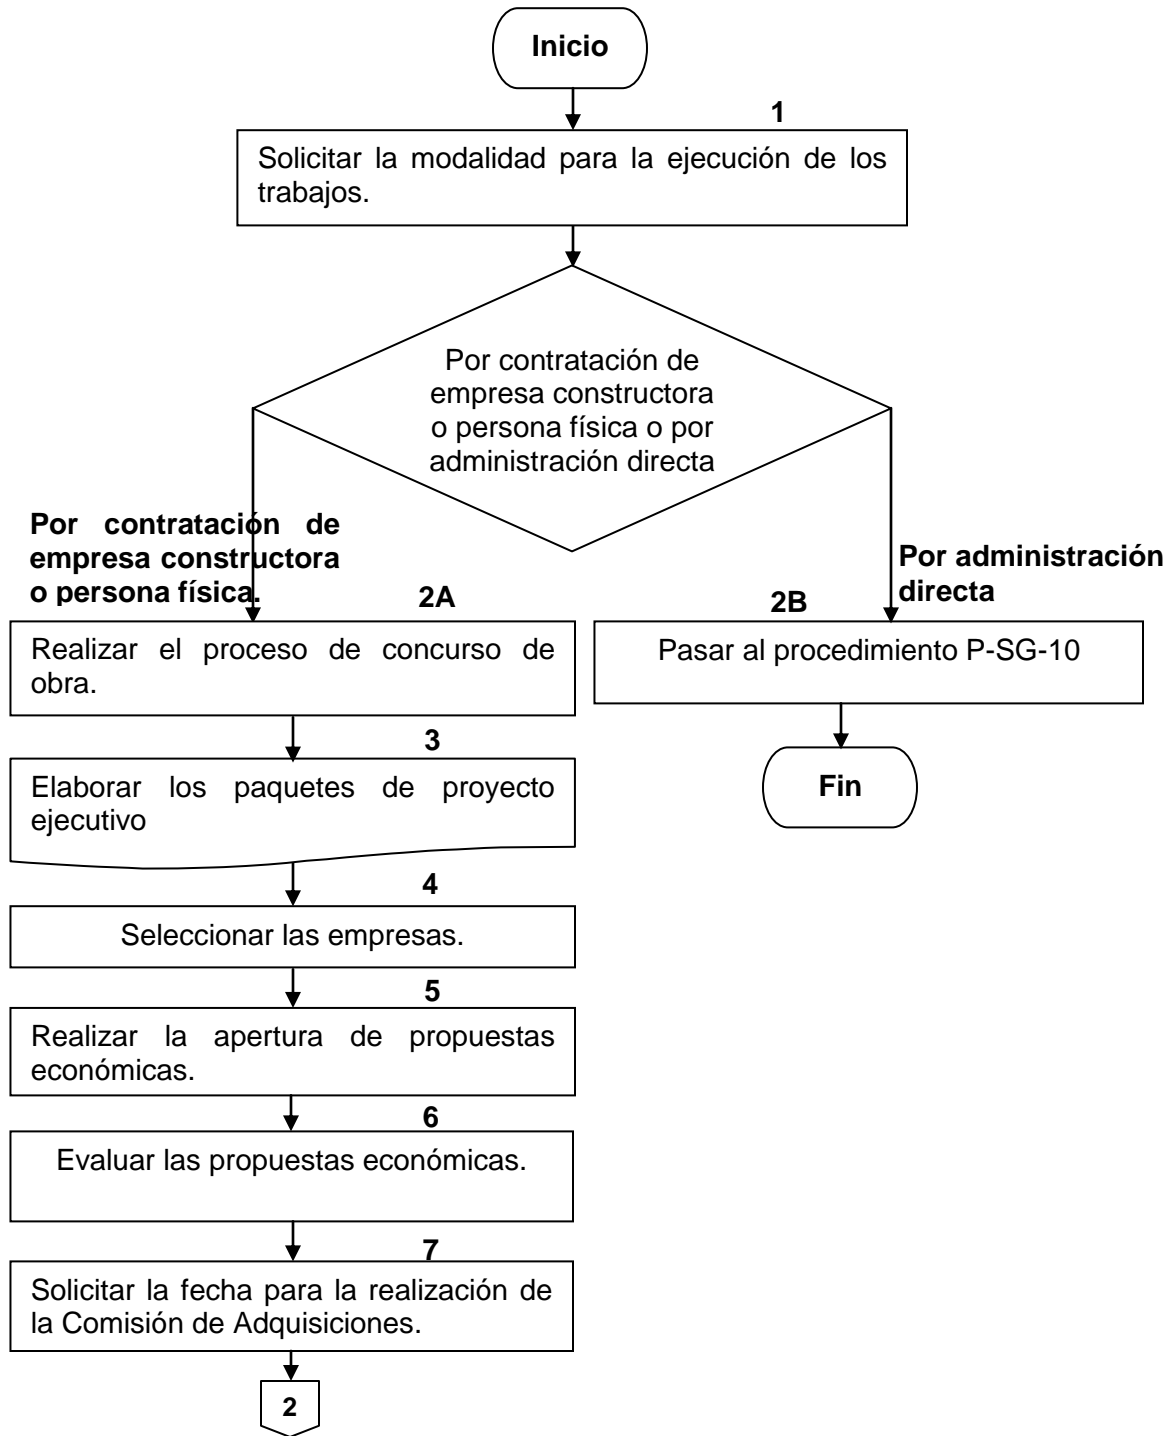 Inicio
1
Solicitar la modalidad para la ejecución de los
trabajos.
Por contratación de
empresa constructora
o persona física o por
administración directa
Por contratación de
empresa constructora
o persona física.
Por administración
directa
2A
Realizar el proceso de concurso de
obra.
2B
Pasar al procedimiento P-SG-10
Fin
3
Elaborar los paquetes de proyecto
ejecutivo
4
Seleccionar las empresas.
5
Realizar la apertura de propuestas
económicas.
6
Evaluar las propuestas económicas.
7
Solicitar la fecha para la realización de
la Comisión de Adquisiciones.
2